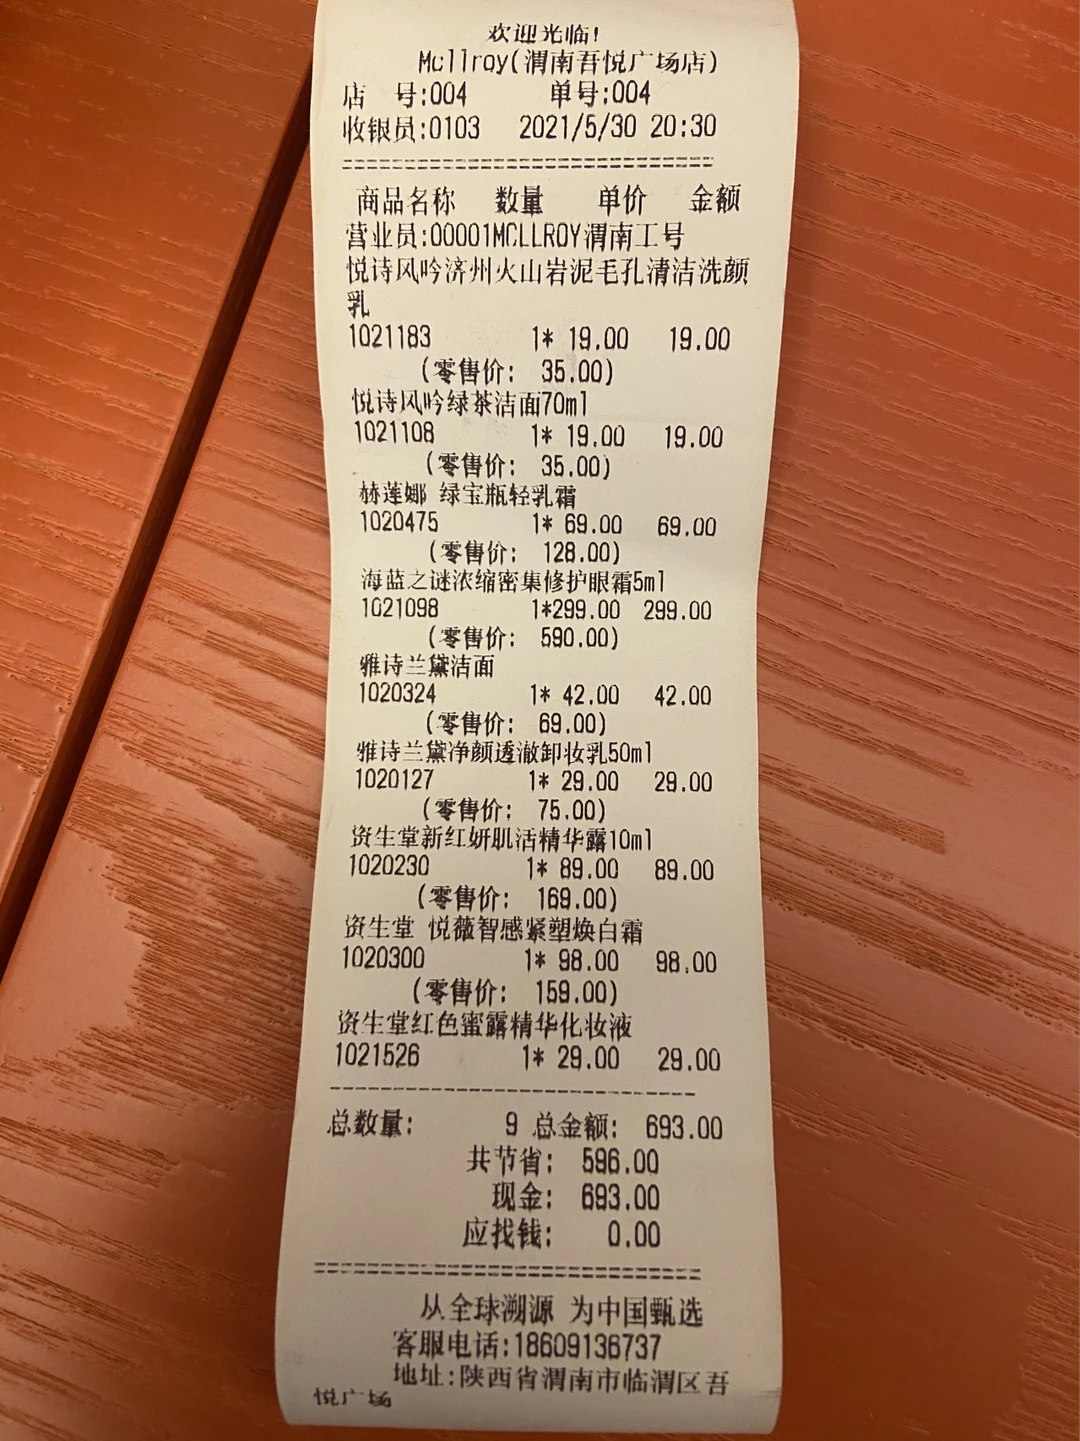 欢迎光临!
Mcllroy(渭南吾悦广场店)
店 号:004 单号:004
收银员:0103 2021/5/30 20:30
商品名称 数量 单价 金额
营业员:00001MCLLROY渭南工号
悦诗风吟济州火山岩泥毛孔清洁洗颜
乳
1021183 1* 19.00 19.00
(零售价: 35.00)
悦诗风吟绿茶洁面70ml
1021108 1* 19.00 19.00
(零售价: 35.00)
赫莲娜 绿宝瓶轻乳霜
1020475 1* 69.00 69.00
(零售价: 128.00)
海蓝之谜浓缩密集修护眼霜5ml
1021098 1*299.00 299.00
(零售价: 590.00)
雅诗兰黛洁面
1020324 1* 42.00 42.00
(零售价: 69.00)
雅诗兰黛净颜透澈卸妆乳50ml
1020127 1* 29.00 29.00
(零售价: 75.00)
资生堂新红妍肌活精华露10ml
1020230 1* 89.00 89.00
(零售价: 169.00)
资生堂 悦薇智感紧塑焕白霜
1020300 1* 98.00 98.00
(零售价: 159.00)
资生堂红色蜜露精华化妆液
1021526 1* 29.00 29.00
总数量: 9 总金额: 693.00
共节省: 596.00
现金: 693.00
应找钱: 0.00
从全球溯源 为中国甄选
客服电话:18609136737
地址:陕西省渭南市临渭区吾
悦广场